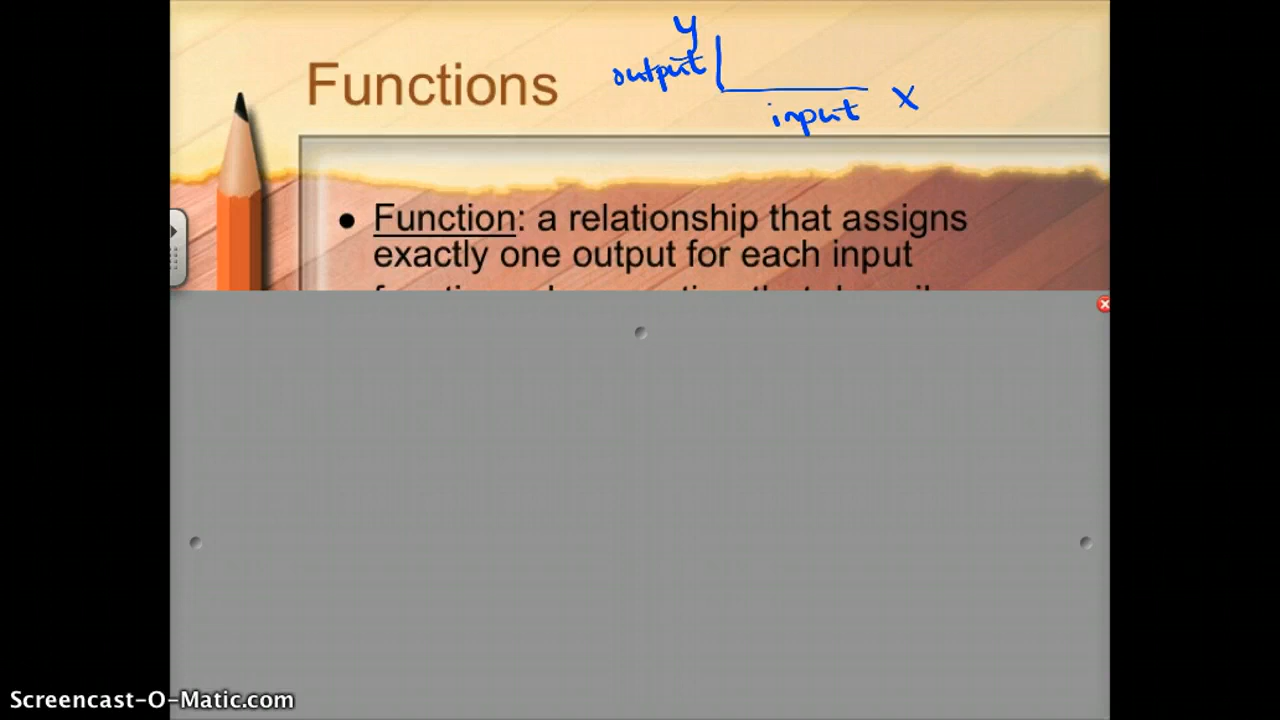 Functions
y
output
input x
• Function: a relationship that assigns
exactly one output for each input
Screencast-O-Matic.com